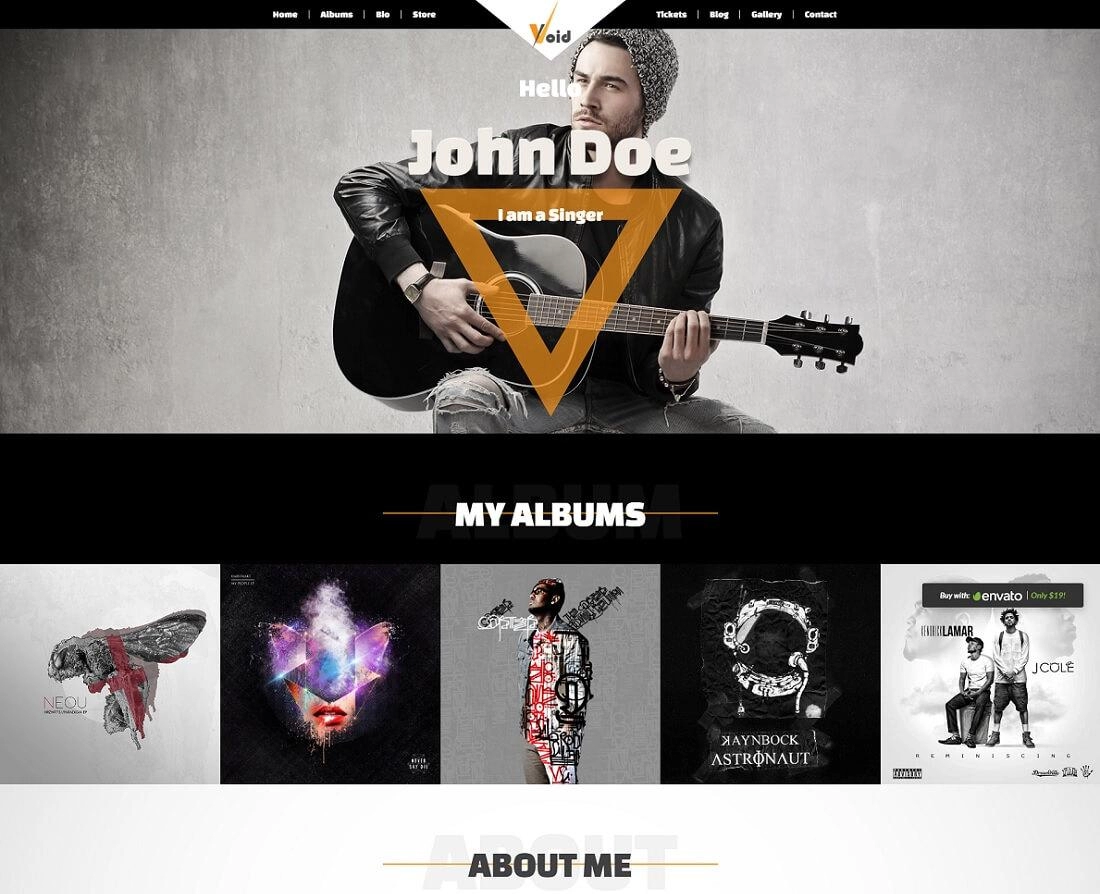 Home | Albums | Bio | Store
Void
Tickets | Blog | Gallery | Contact
Hello
John Doe
I am a Singer
ALBUM
MY ALBUMS
NEOU
NEVER
SAY DIE
KAYNBOCK
ASTRONAUT
Buy with: envato | Only $19!
KENDRICK LAMAR
J COLE
REMINISCING
ABOUT
ABOUT ME